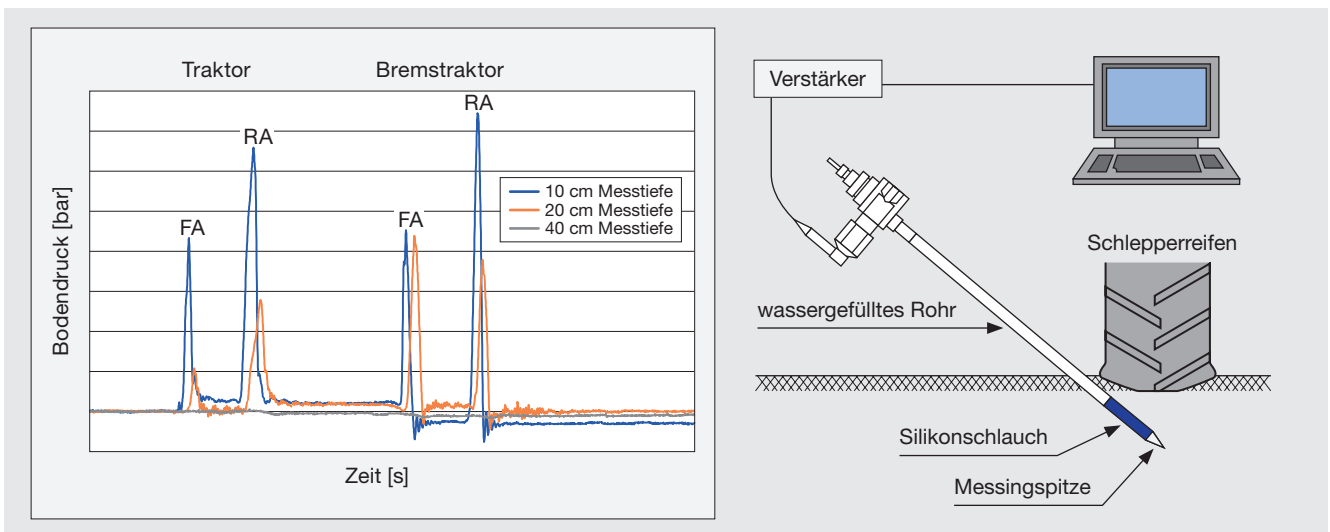 Traktor
Bremstraktor
FA
RA
FA
RA
10 cm Messtiefe
20 cm Messtiefe
40 cm Messtiefe
Bodendruck [bar]
Zeit [s]
Verstärker
Schlepperreifen
wassergefülltes Rohr
Silikonschlauch
Messingspitze